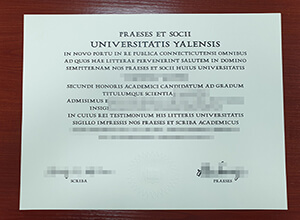 PRAESES ET SOCII
UNIVERSITATIS YALENSIS
IN NOVO PORTU IN RE PUBLICA CONNECTICUTENSI OMNIBUS
AD QUOS HAE LITTERAE PERVENERINT SALUTEM IN DOMINO
SEMPITERNAM NOS PRAESES ET SOCII HUIUS UNIVERSITATIS
SECUNDI HONORIS ACADEMICI CANDIDATUM AD GRADUM
TITULUMQUE SCIENTIA
ADMISIMUS E
INSIG
IN CUIUS REI TESTIMONIUM HIS LITTERIS UNIVERSITATIS
SIGILLO IMPRESSIS NOS PRAESES ET SCRIBA ACADEMICUS
SCRIBA
PRAESES